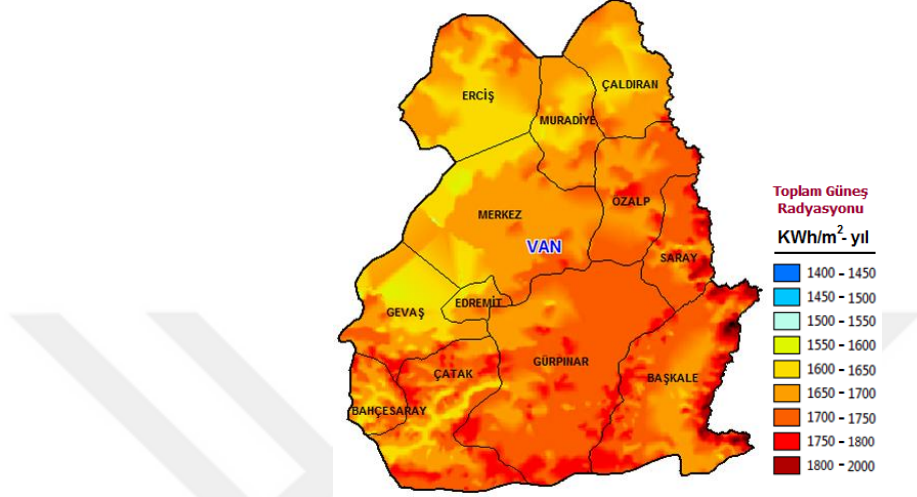 ERCİŞ
ÇALDIRAN
MURADİYE
MERKEZ
ÖZALP
VAN
SARAY
GEVAŞ
EDREMİT
GÜRPINAR
ÇATAK
BAŞKALE
BAHÇESARAY
Toplam Güneş
Radyasyonu
KWh/m²- yıl
1400 - 1450
1450 - 1500
1500 - 1550
1550 - 1600
1600 - 1650
1650 - 1700
1700 - 1750
1750 - 1800
1800 - 2000